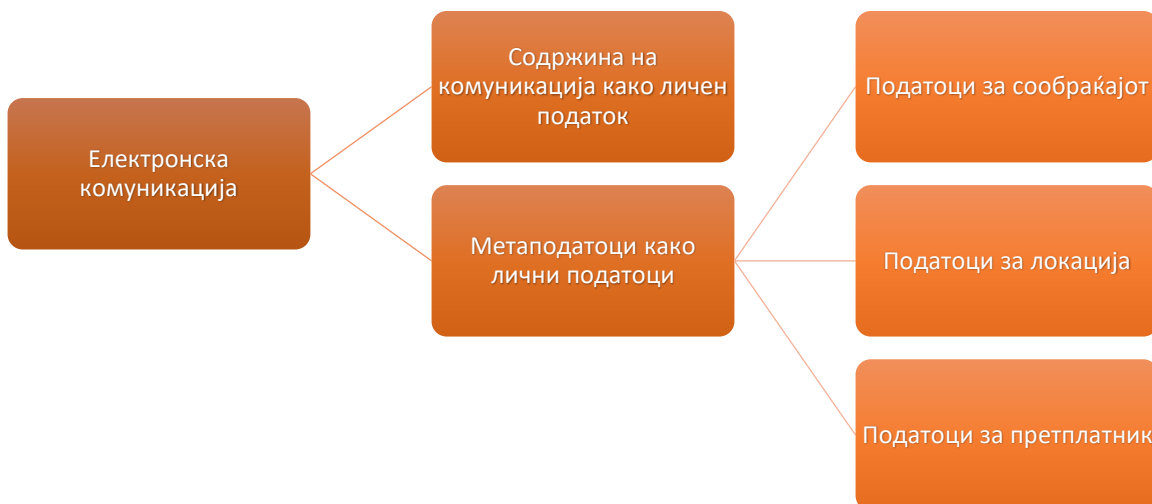 Електронска
комуникација
Содржина на
комуникација како личен
податок
Метаподатоци како
лични податоци
Податоци за сообраќајот
Податоци за локација
Податоци за претплатник